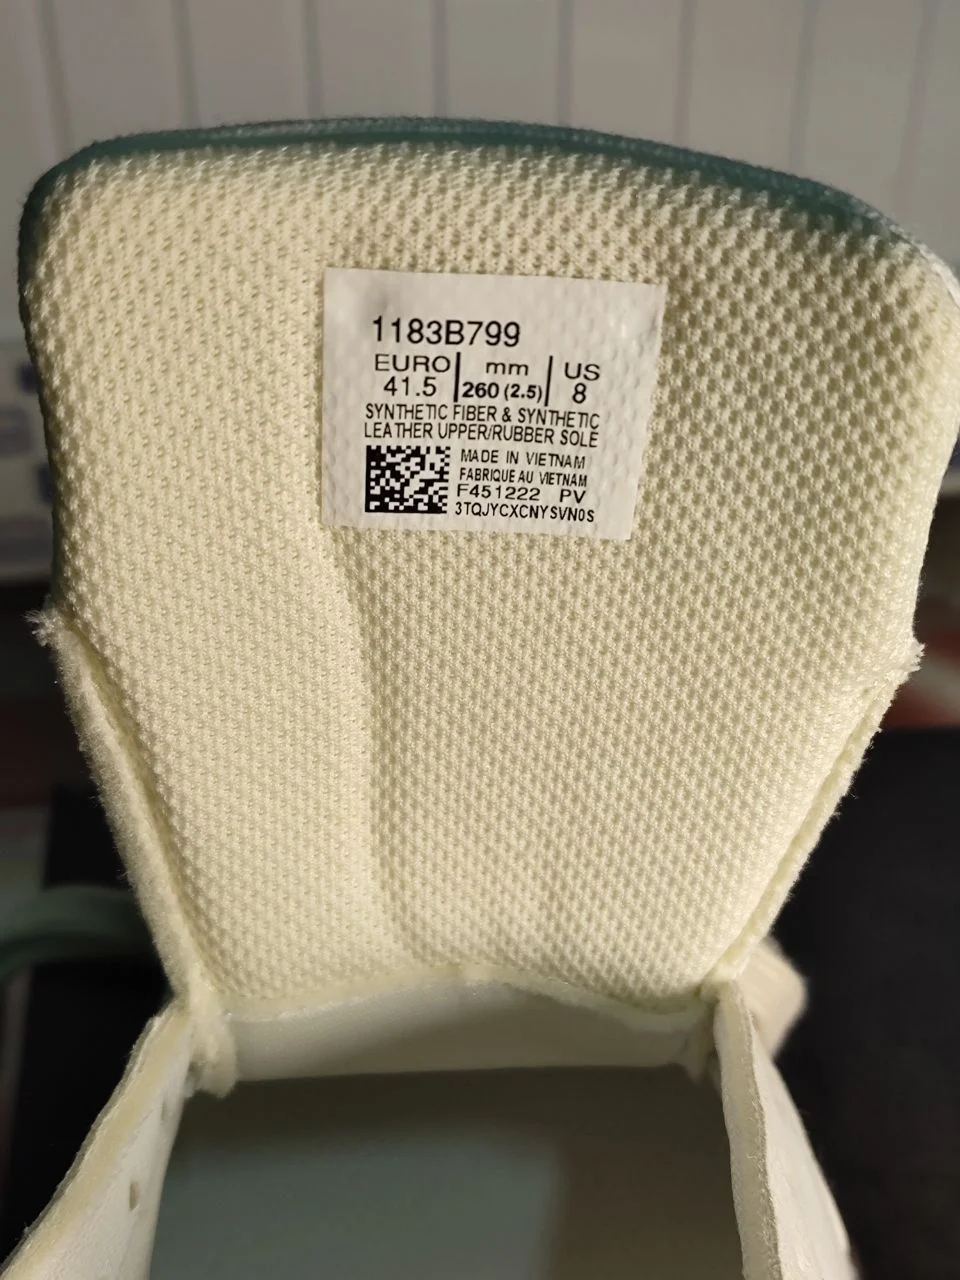 1183B799
EURO mm US
41.5 260 (2.5) 8
SYNTHETIC FIBER & SYNTHETIC
LEATHER UPPER/RUBBER SOLE
MADE IN VIETNAM
FABRIQUE AU VIETNAM
F451222 PV
3TQJYCXCNYSVN0S